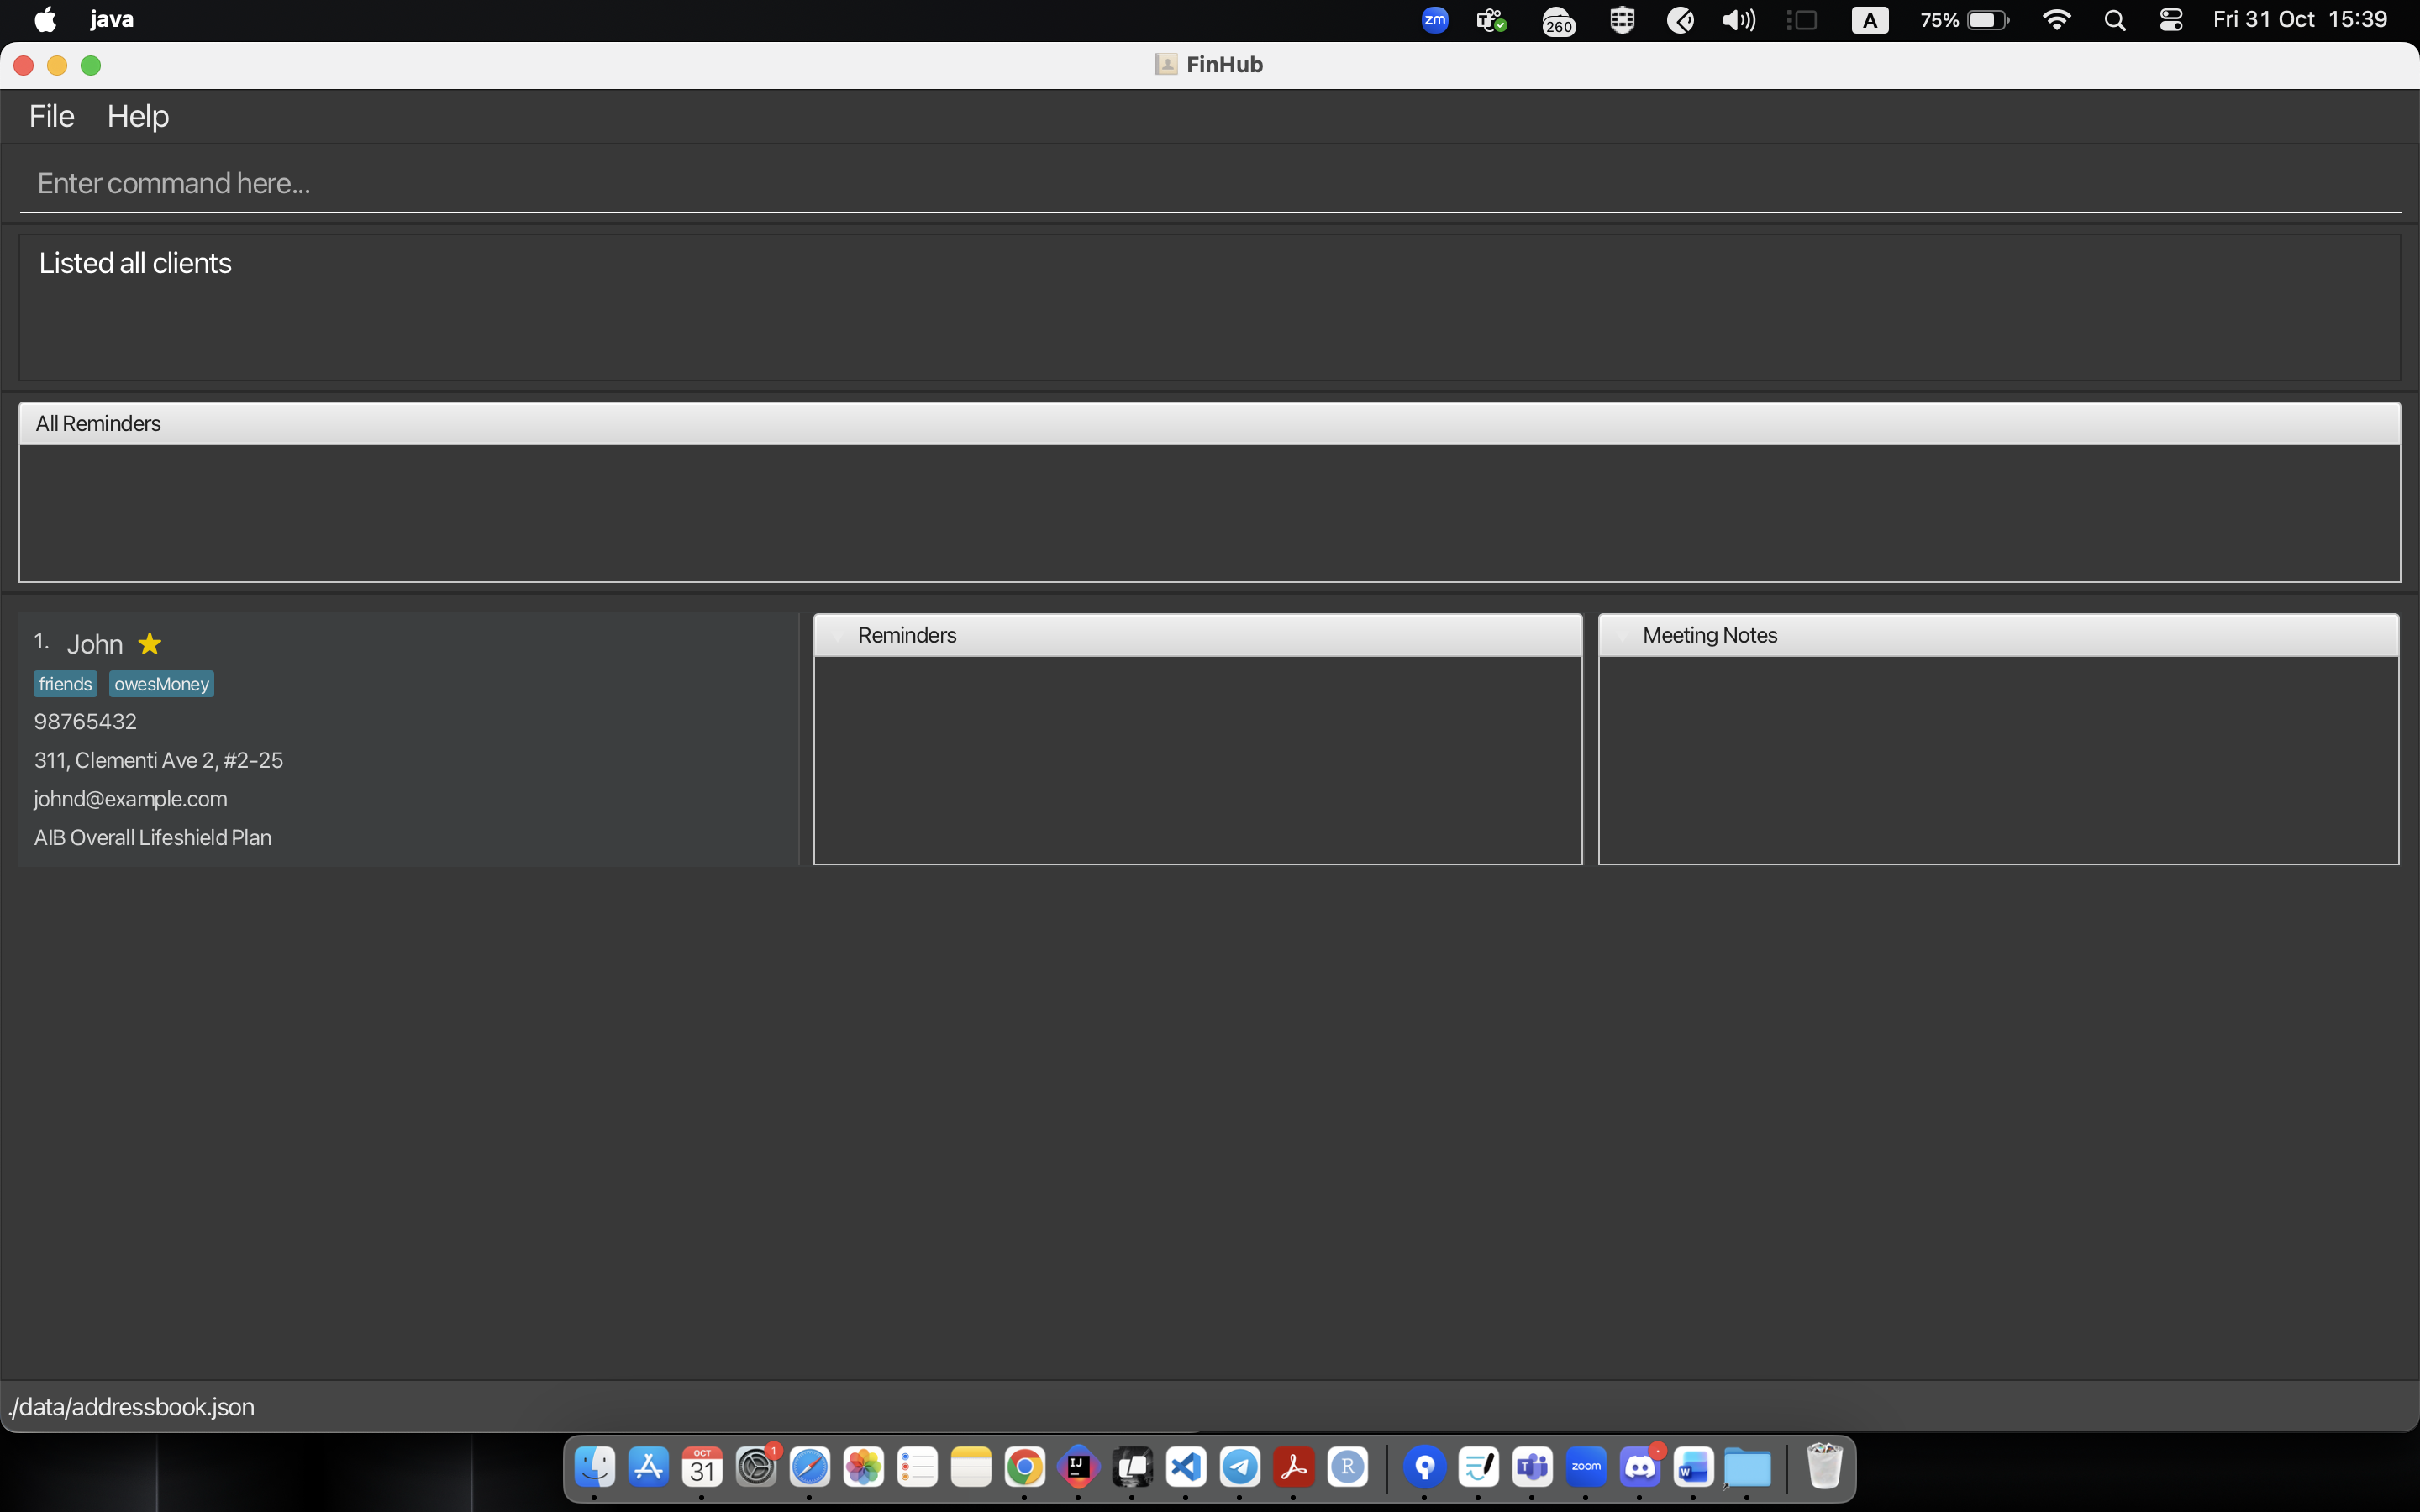 java
zm
260
A
75%
Fri 31 Oct 15:39
FinHub
File Help
Enter command here...
Listed all clients
All Reminders
1. John
friends owesMoney
98765432
311, Clementi Ave 2, #2-25
johnd@example.com
AIB Overall Lifeshield Plan
Reminders
Meeting Notes
./data/addressbook.json
OCT
31
1
IJ
R
T
zoom
W